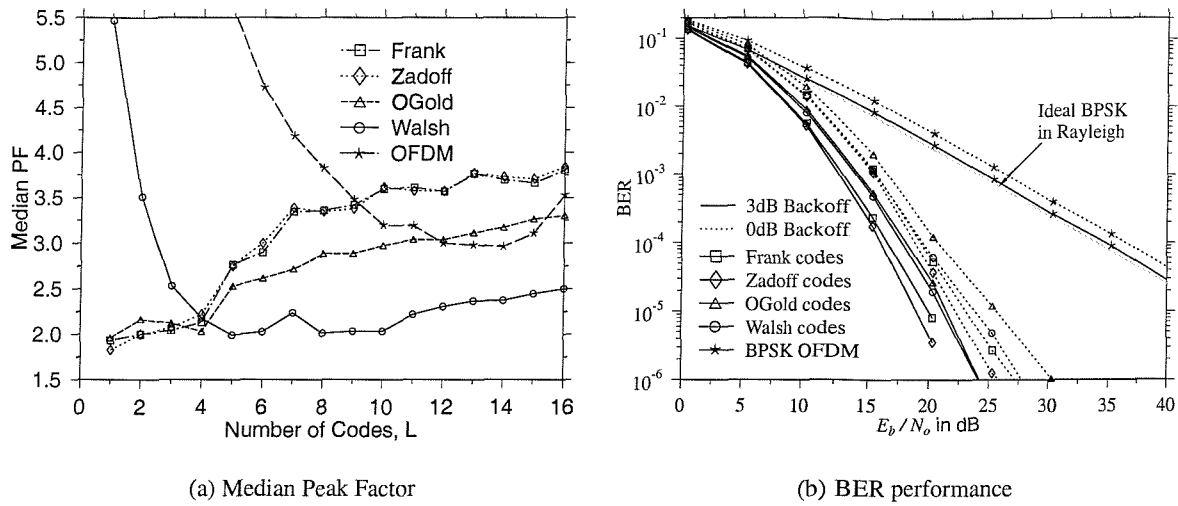 5.5
5.0
4.5
4.0
3.5
3.0
2.5
2.0
1.5
Median PF
0 2 4 6 8 10 12 14 16
Number of Codes, L
Frank
Zadoff
OGold
Walsh
OFDM
(a) Median Peak Factor
10^-1
10^-2
10^-3
10^-4
10^-5
10^-6
BER
0 5 10 15 20 25 30 35 40
E_b / N_o in dB
Ideal BPSK
in Rayleigh
3dB Backoff
0dB Backoff
Frank codes
Zadoff codes
OGold codes
Walsh codes
BPSK OFDM
(b) BER performance